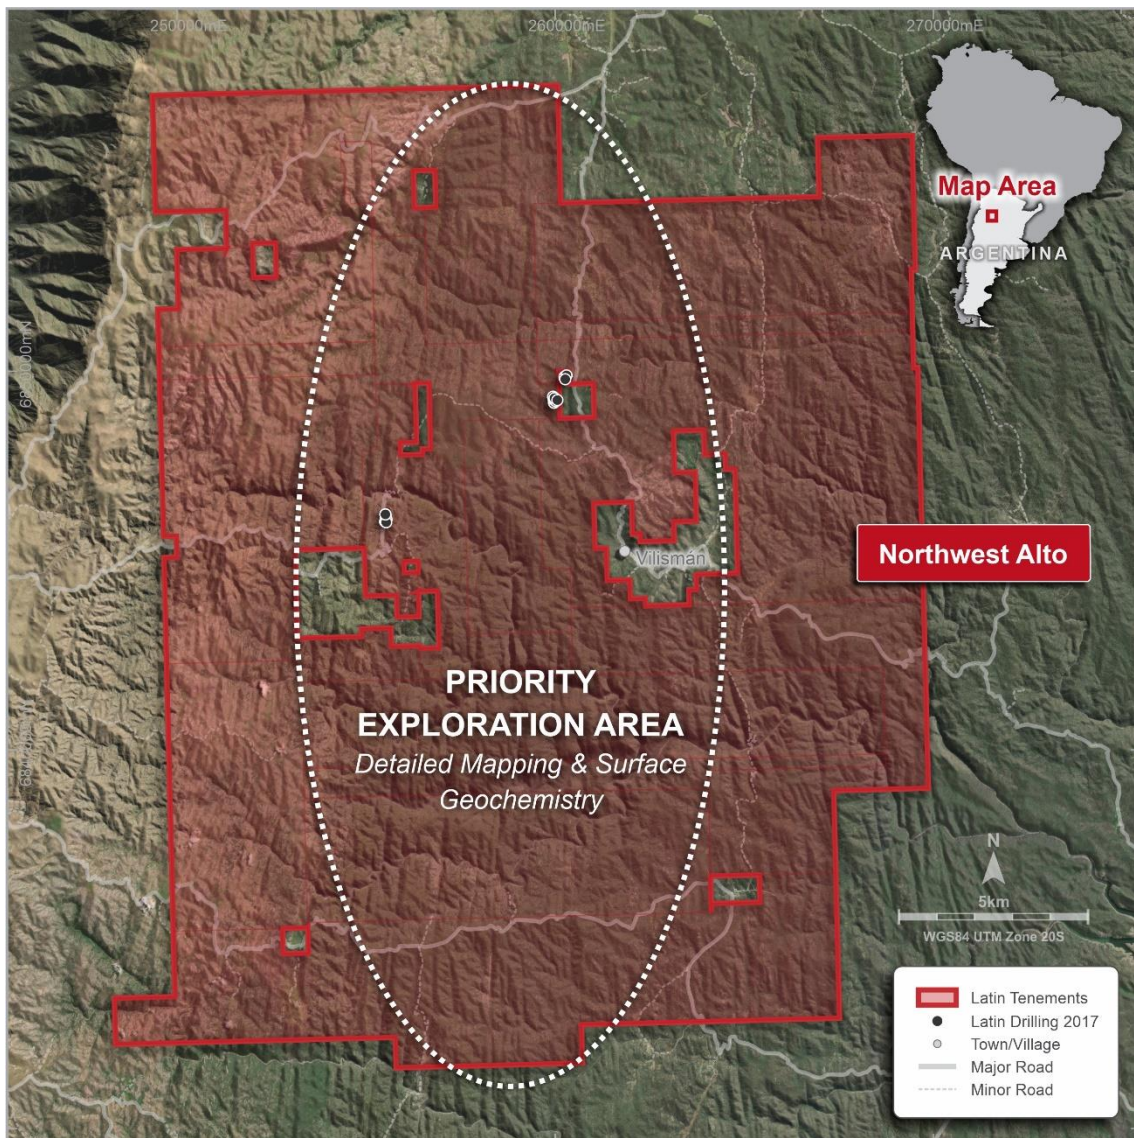 250000mE
260000mE
270000mE
Map Area
ARGENTINA
Vilismán
Northwest Alto
PRIORITY
EXPLORATION AREA
Detailed Mapping & Surface
Geochemistry
N
5km
WGS84 UTM Zone 20S
Latin Tenements
Latin Drilling 2017
Town/Village
Major Road
Minor Road